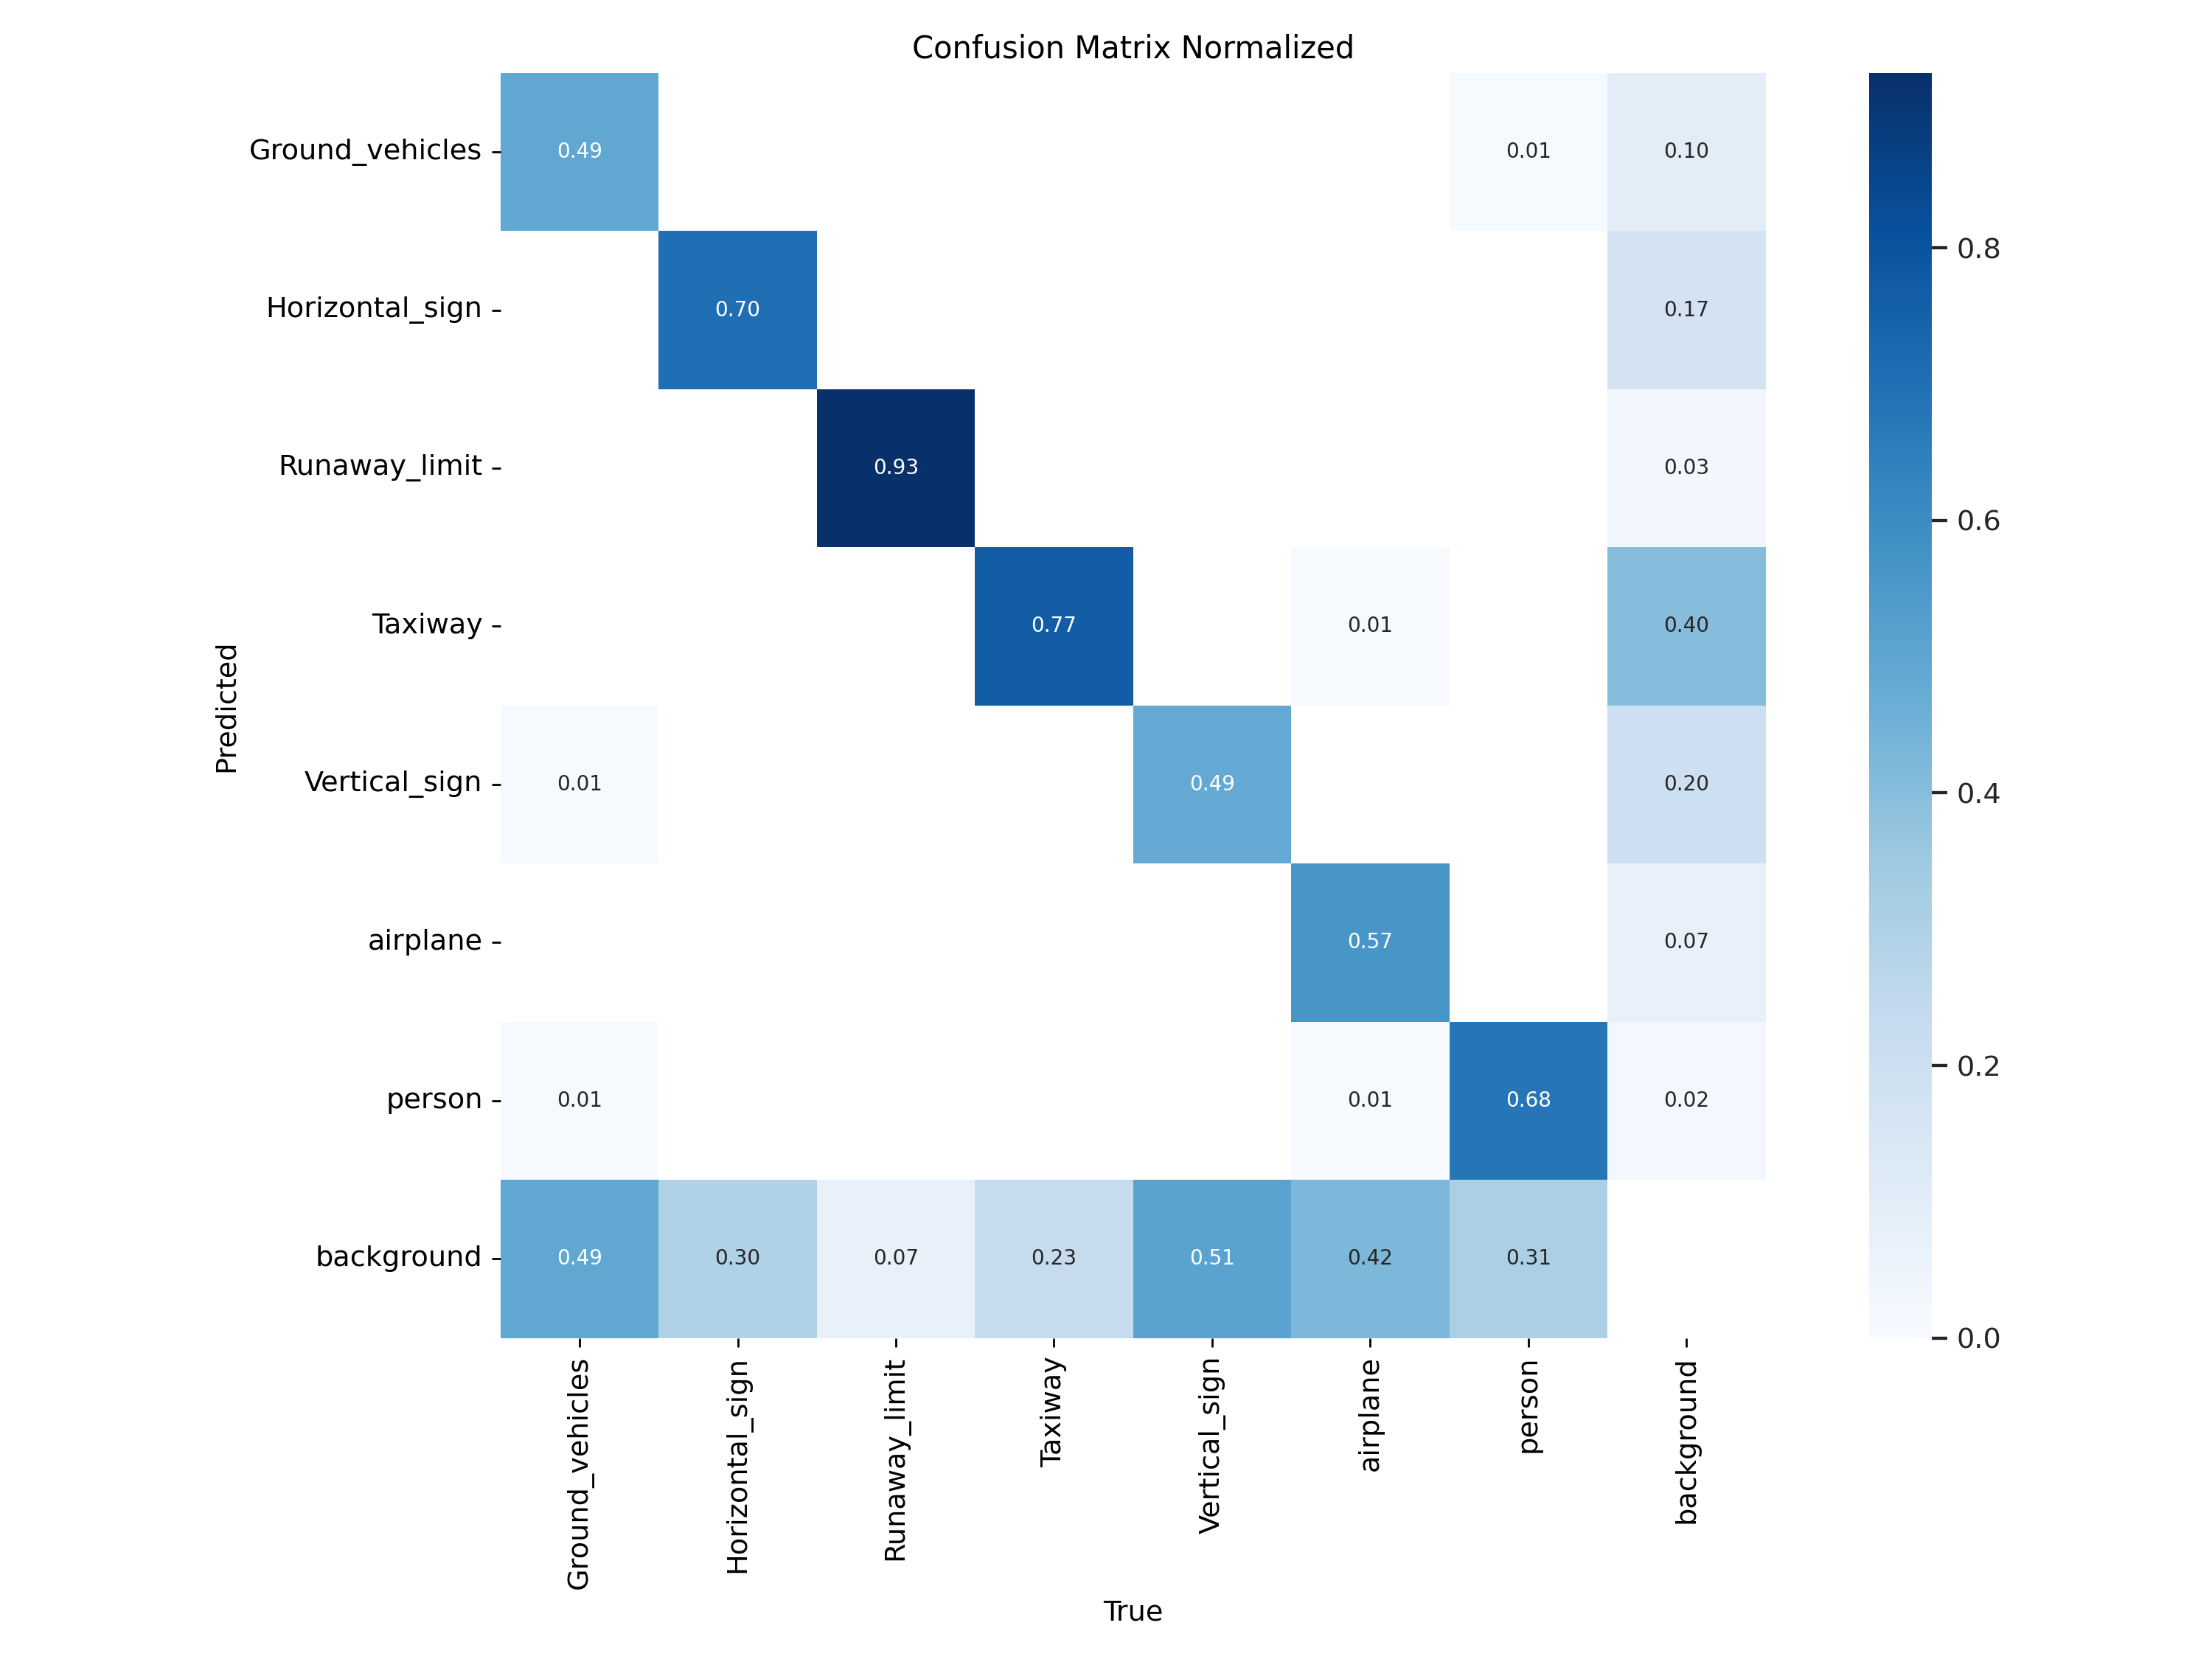 Confusion Matrix Normalized
Ground_vehicles 0.49 0.01 0.10
Horizontal_sign 0.70 0.17
Runaway_limit 0.93 0.03
Taxiway 0.77 0.01 0.40
Vertical_sign 0.01 0.49 0.20
airplane 0.57 0.07
person 0.01 0.01 0.68 0.02
background 0.49 0.30 0.07 0.23 0.51 0.42 0.31
Predicted
Ground_vehicles
Horizontal_sign
Runaway_limit
Taxiway
Vertical_sign
airplane
person
background
True
0.8
0.6
0.4
0.2
0.0